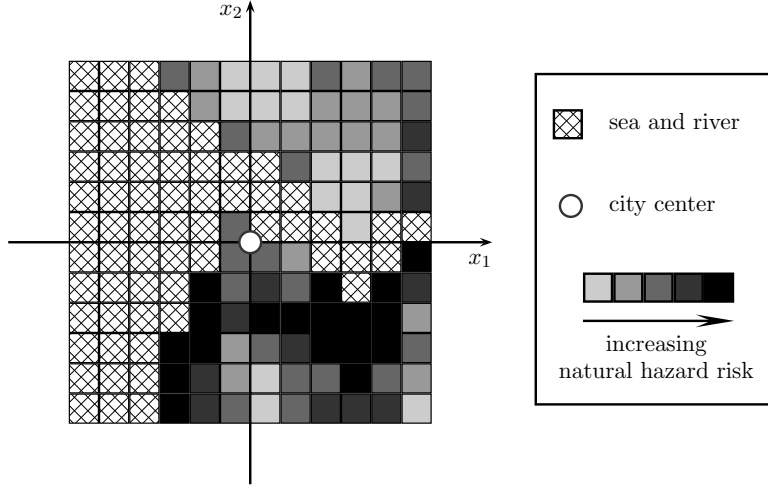 x₂
x₁
sea and river
city center
increasing
natural hazard risk